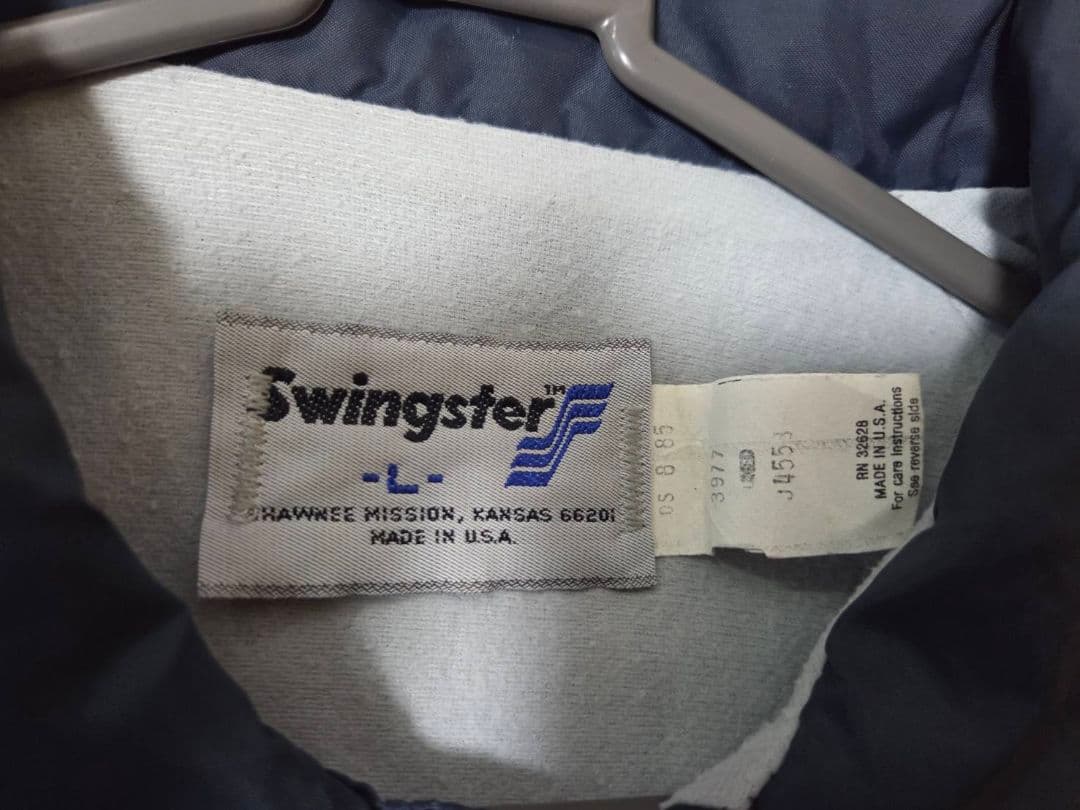 Swingster™
-L-
SHAWNEE MISSION, KANSAS 66201
MADE IN U.S.A.
OS 8 85
3977
J4553
RN 32628
MADE IN U.S.A.
For care instructions
See reverse side